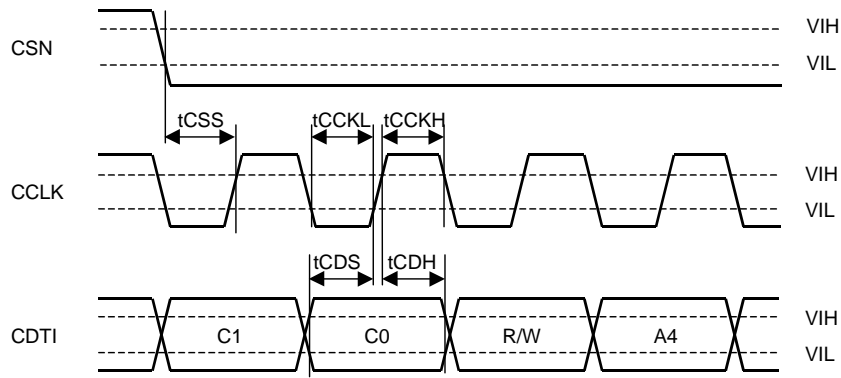 CSN
VIH
VIL
tCSS
tCCKL
tCCKH
CCLK
VIH
VIL
tCDS
tCDH
CDTI
C1
C0
R/W
A4
VIH
VIL